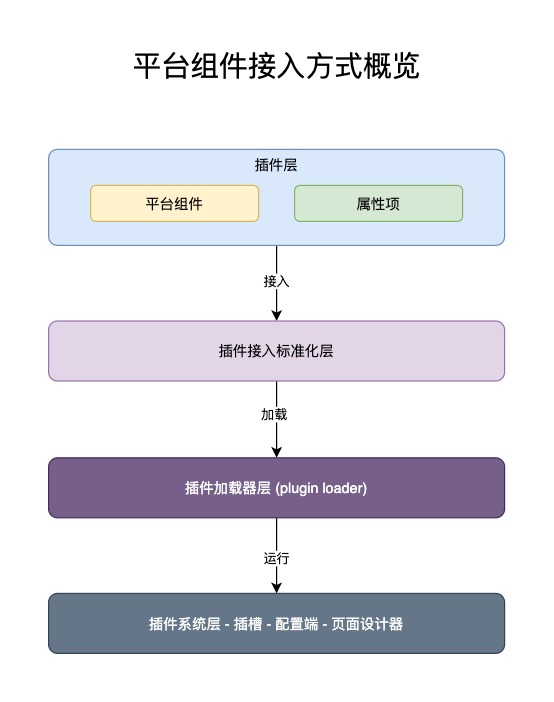 平台组件接入方式概览
插件层
平台组件
属性项
接入
插件接入标准化层
加载
插件加载器层 (plugin loader)
运行
插件系统层 - 插槽 - 配置端 - 页面设计器